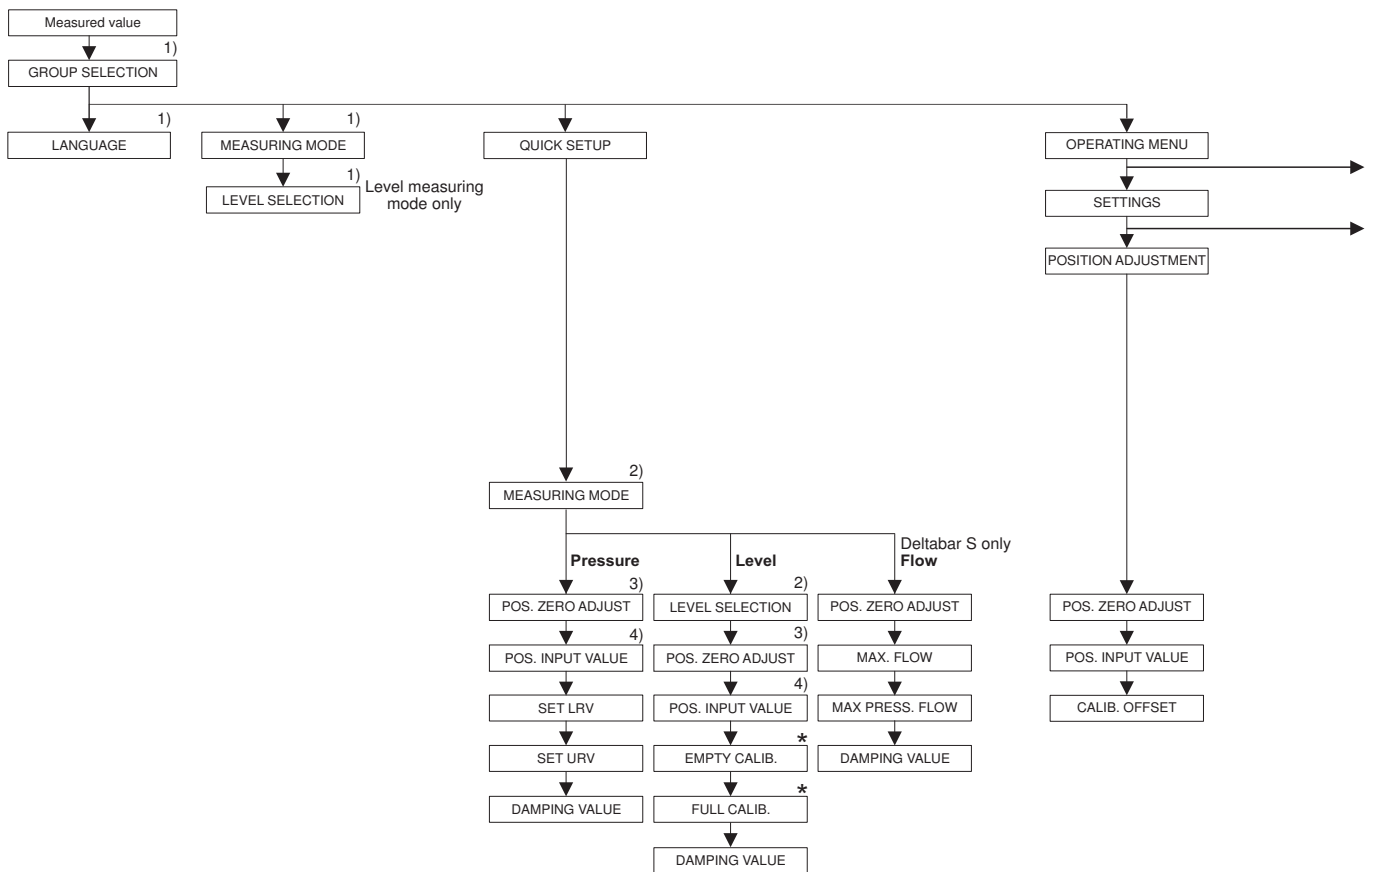 Measured value
1)
GROUP SELECTION
1)
LANGUAGE
1)
MEASURING MODE
QUICK SETUP
OPERATING MENU
1)
LEVEL SELECTION
Level measuring
mode only
SETTINGS
POSITION ADJUSTMENT
2)
MEASURING MODE
Pressure
Level
Deltabar S only
Flow
3)
POS. ZERO ADJUST
2)
LEVEL SELECTION
POS. ZERO ADJUST
POS. ZERO ADJUST
4)
POS. INPUT VALUE
3)
POS. ZERO ADJUST
MAX. FLOW
POS. INPUT VALUE
SET LRV
4)
POS. INPUT VALUE
MAX PRESS. FLOW
CALIB. OFFSET
SET URV
*
EMPTY CALIB.
DAMPING VALUE
DAMPING VALUE
*
FULL CALIB.
DAMPING VALUE